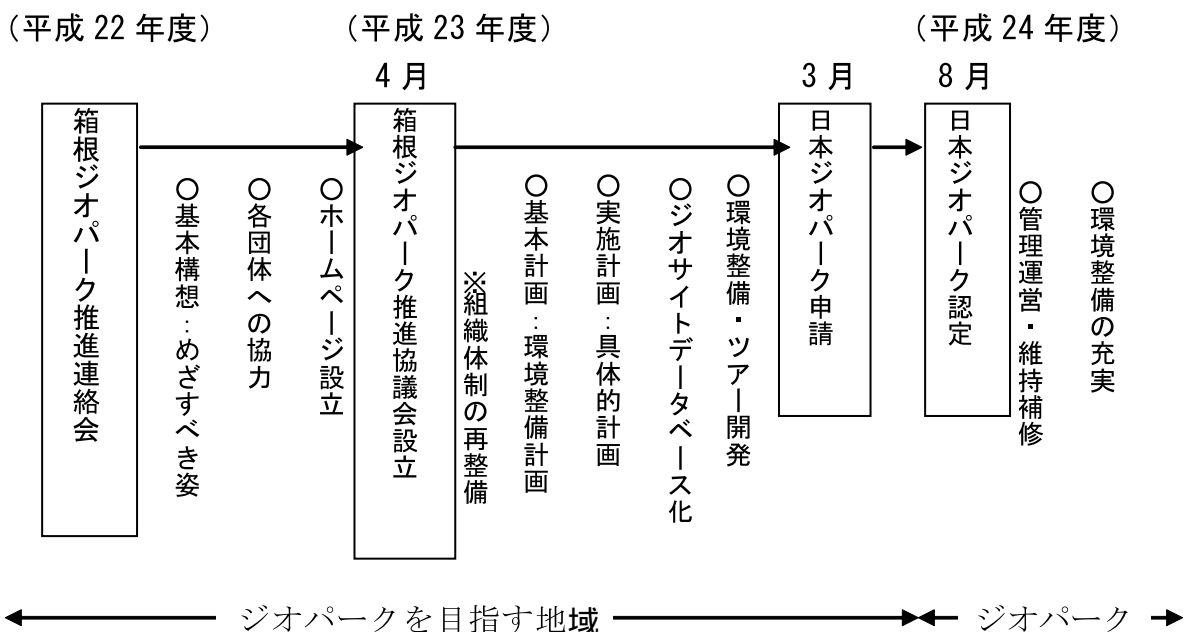 (平成 22 年度)
(平成 23 年度)
(平成 24 年度)
4 月
3 月
8 月
箱根ジオパーク推進連絡会
○基本構想:めざすべき姿
○各団体への協力
○ホームページ設立
箱根ジオパーク推進協議会設立
※組織体制の再整備
○基本計画:環境整備計画
○実施計画:具体的計画
○ジオサイトデータベース化
○環境整備・ツアー開発
日本ジオパーク申請
日本ジオパーク認定
○管理運営・維持補修
○環境整備の充実
ジオパークを目指す地域
ジオパーク